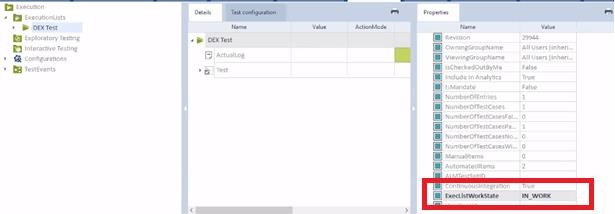 Execution
ExecutionLists
DEX Test
Exploratory Testing
Interactive Testing
Configurations
TestEvents
Details
Test configuration
Name
Value
ActionMode
DEX Test
ActualLog
Test
Properties
Name
Value
Revision 29944
OwningGroupName All Users (inheri...
ViewingGroupName All Users (inheri...
IsCheckedOutByMe False
Include in Analytics True
IsMandate False
NumberOfEntries 1
NumberOfTestCases 1
NumberOfTestCasesFai... 0
NumberOfTestCasesPa... 1
NumberOfTestCasesNo... 0
NumberOfTestCasesWi... 0
ManualItems 0
AutomatedItems 2
ALMTestSetID
ContinuousIntegration True
ExecListWorkState IN_WORK